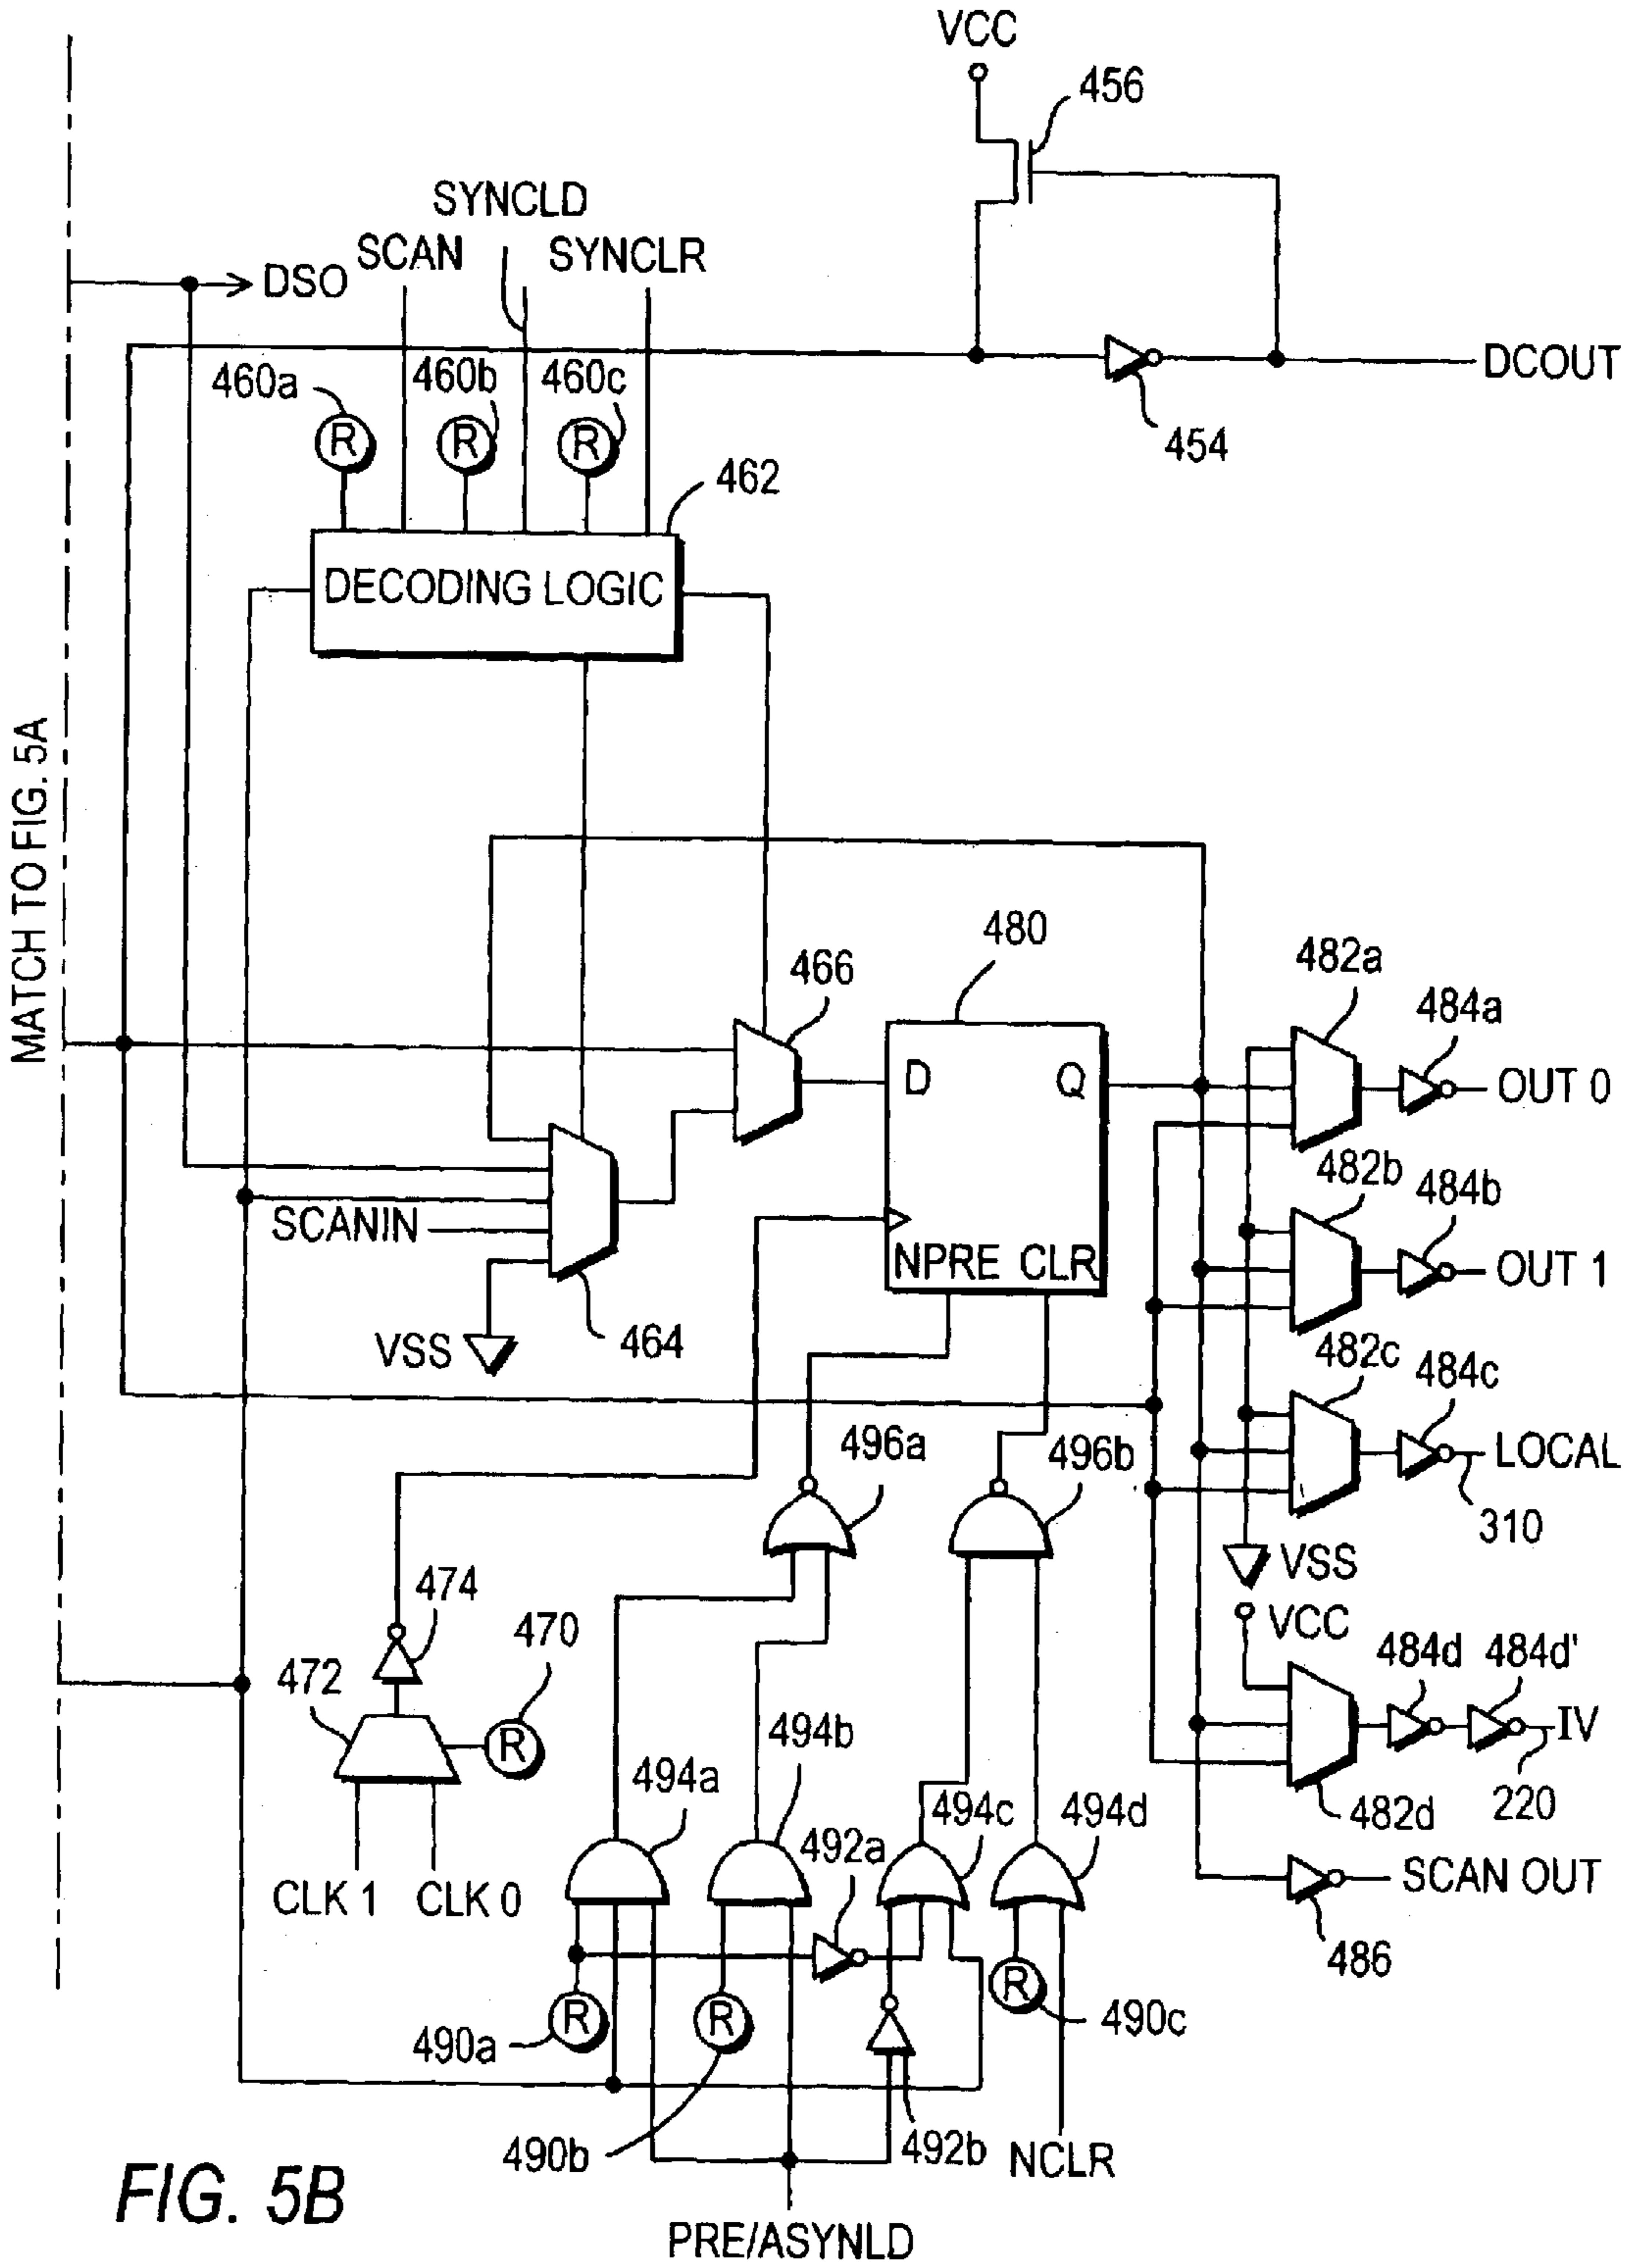 VCC
456
SYNCLD
SCAN
SYNCLR
DSO
460a
460b
460c
DCOUT
454
R
R
R
462
DECODING LOGIC
MATCH TO FIG. 5A
480
466
482a
484a
D
Q
OUT 0
482b
484b
SCANIN
NPRE CLR
OUT 1
VSS
464
482c
484c
496a
496b
LOCAL
310
474
VSS
470
VCC
472
R
494b
484d
484d'
IV
494a
492a
494c
494d
482d
220
CLK 1
CLK 0
SCAN OUT
486
R
R
R
490a
490c
490b
492b
NCLR
FIG. 5B
PRE/ASYNLD